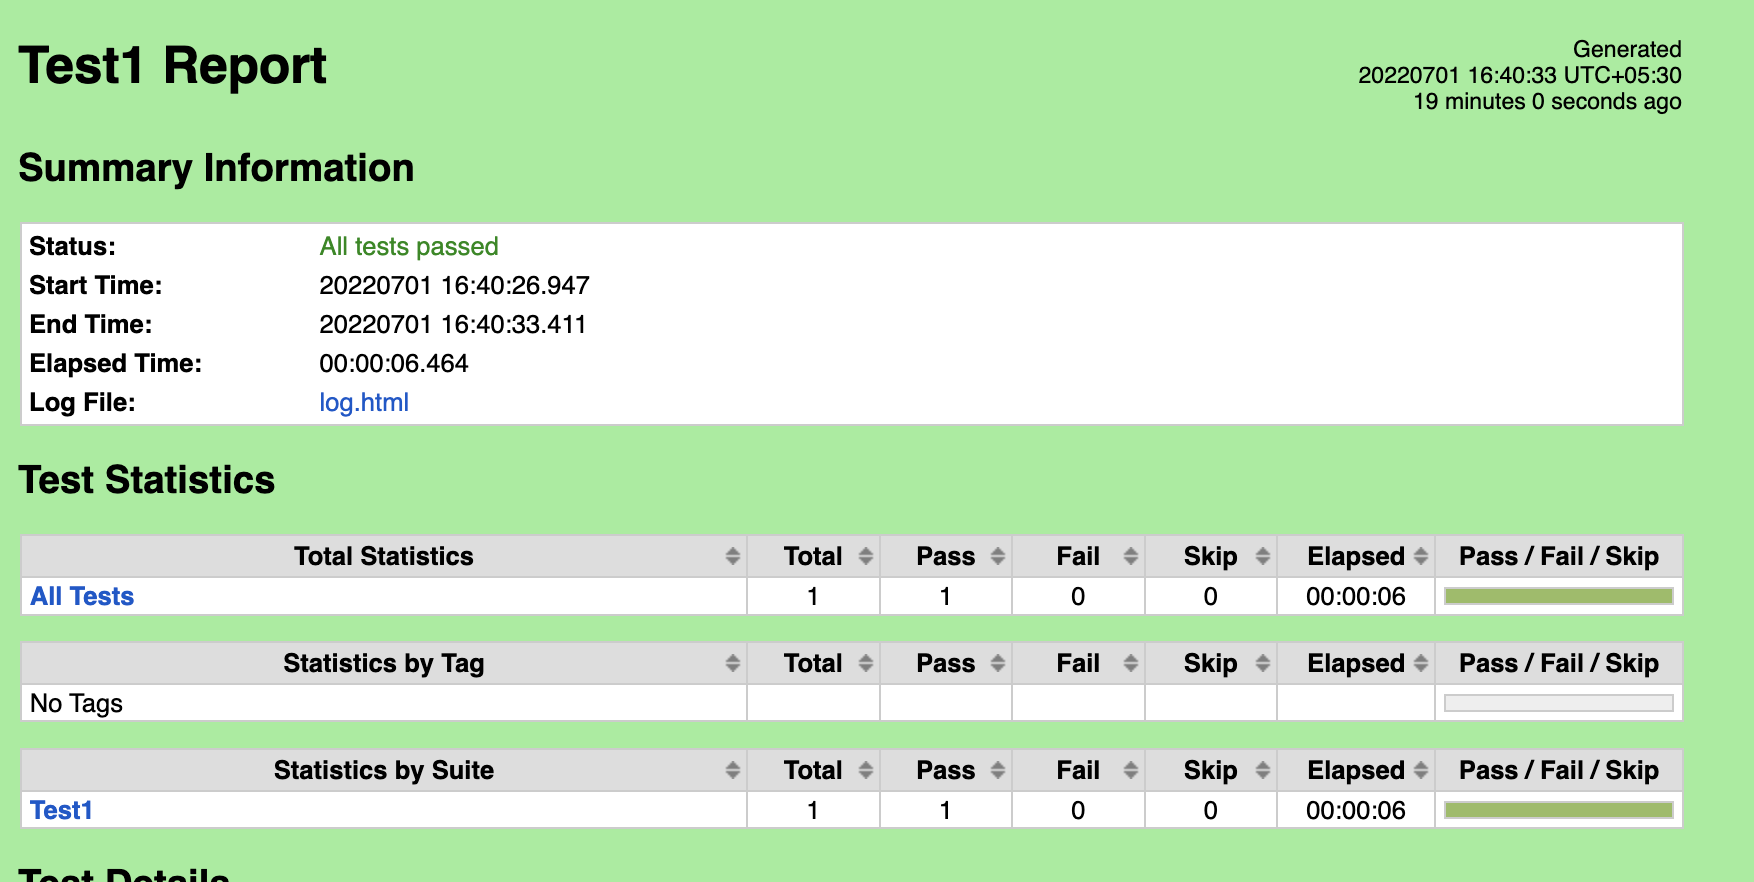 Test1 Report
Generated
20220701 16:40:33 UTC+05:30
19 minutes 0 seconds ago
Summary Information
Status: All tests passed
Start Time: 20220701 16:40:26.947
End Time: 20220701 16:40:33.411
Elapsed Time: 00:00:06.464
Log File: log.html
Test Statistics
Total Statistics Total Pass Fail Skip Elapsed Pass / Fail / Skip
All Tests 1 1 0 0 00:00:06
Statistics by Tag Total Pass Fail Skip Elapsed Pass / Fail / Skip
No Tags
Statistics by Suite Total Pass Fail Skip Elapsed Pass / Fail / Skip
Test1 1 1 0 0 00:00:06
Test Details